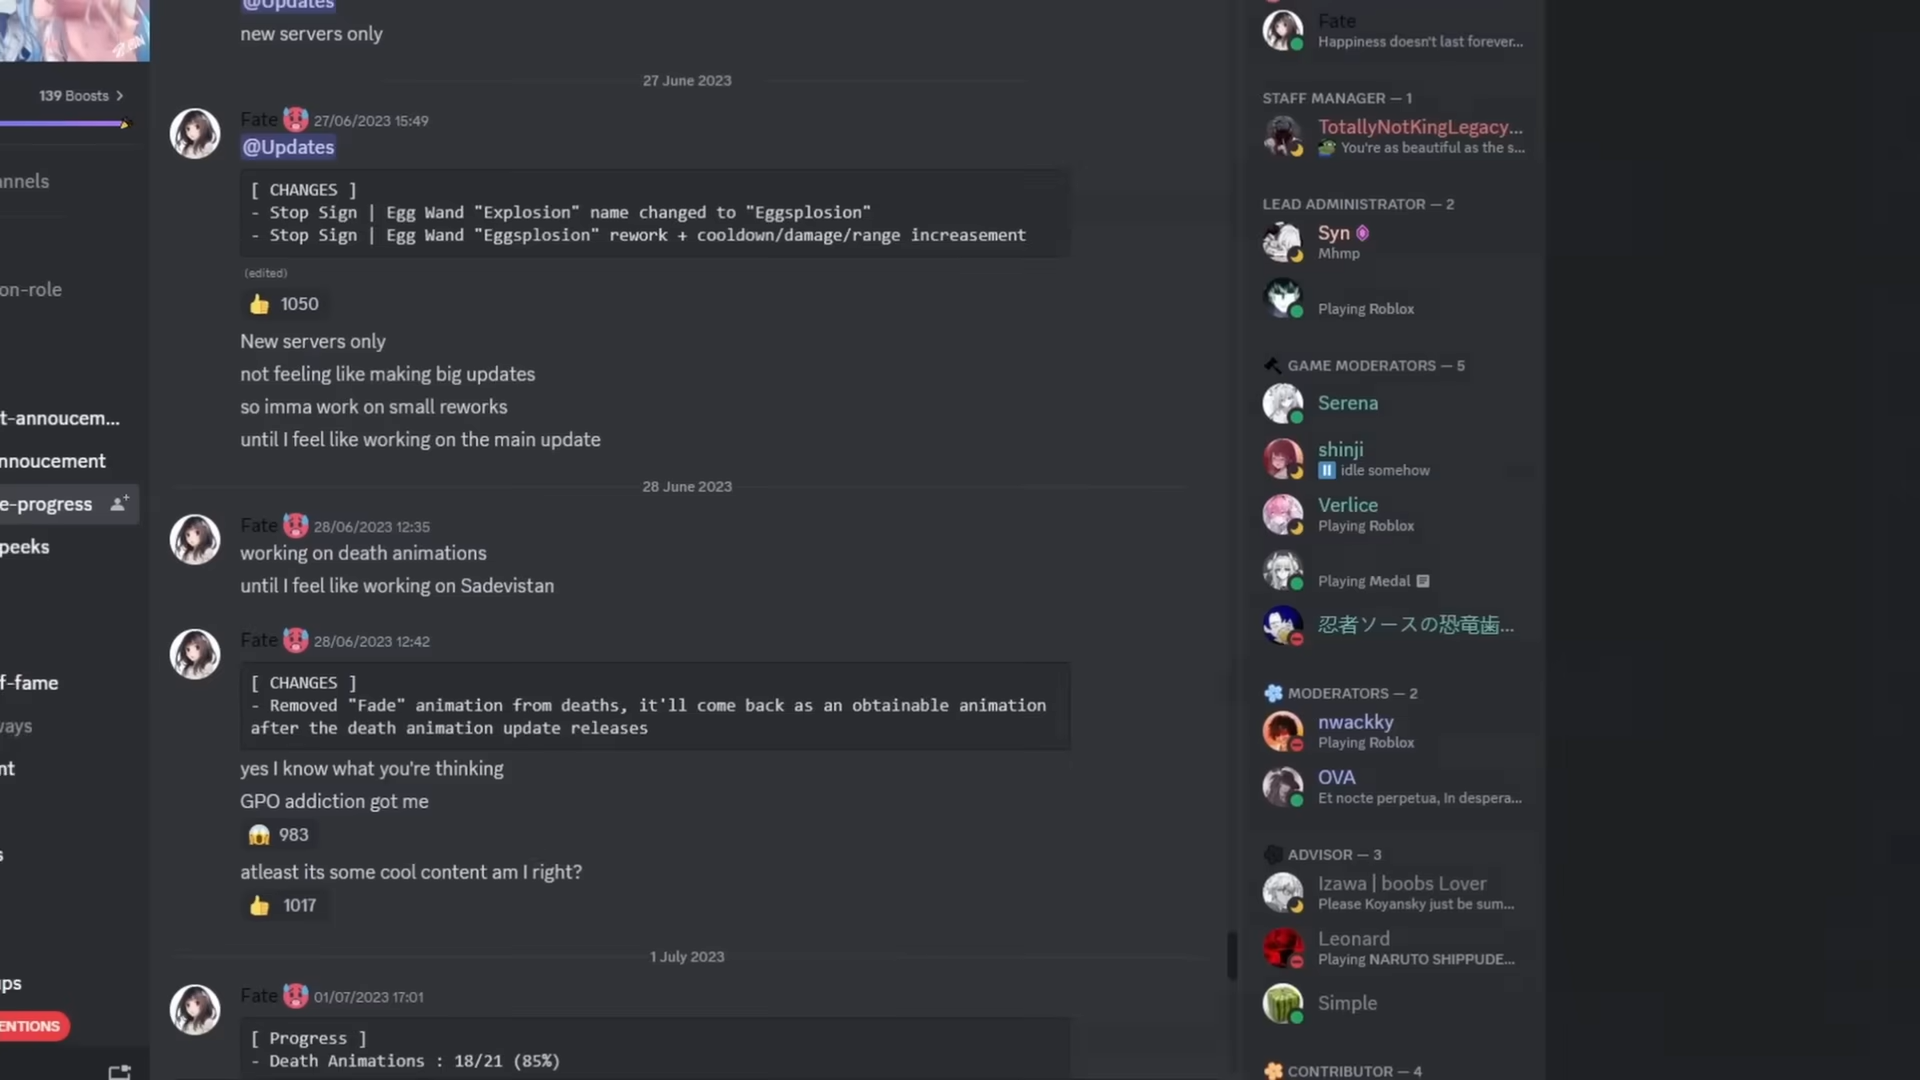 139 Boosts
nnels
on-role
t-annoucem...
nnoucement
e-progress
peeks
f-fame
ways
nt
s
ups
ENTIONS
@Updates
new servers only
27 June 2023
Fate 27/06/2023 15:49
@Updates
[ CHANGES ]
- Stop Sign | Egg Wand "Explosion" name changed to "Eggsplosion"
- Stop Sign | Egg Wand "Eggsplosion" rework + cooldown/damage/range increasement
(edited)
👍 1050
New servers only
not feeling like making big updates
so imma work on small reworks
until I feel like working on the main update
28 June 2023
Fate 28/06/2023 12:35
working on death animations
until I feel like working on Sadevistan
Fate 28/06/2023 12:42
[ CHANGES ]
- Removed "Fade" animation from deaths, it'll come back as an obtainable animation
after the death animation update releases
yes I know what you're thinking
GPO addiction got me
😱 983
atleast its some cool content am I right?
👍 1017
1 July 2023
Fate 01/07/2023 17:01
[ Progress ]
- Death Animations : 18/21 (85%)
Fate
Happiness doesn't last forever...
STAFF MANAGER — 1
TotallyNotKingLegacy...
You're as beautiful as the s...
LEAD ADMINISTRATOR — 2
Syn
Mhmp
Playing Roblox
GAME MODERATORS — 5
Serena
shinji
idle somehow
Verlice
Playing Roblox
Playing Medal
忍者ソースの恐竜歯...
MODERATORS — 2
nwackky
Playing Roblox
OVA
Et nocte perpetua, In despera...
ADVISOR — 3
Izawa | boobs Lover
Please Koyansky just be sum...
Leonard
Playing NARUTO SHIPPUDE...
Simple
CONTRIBUTOR — 4